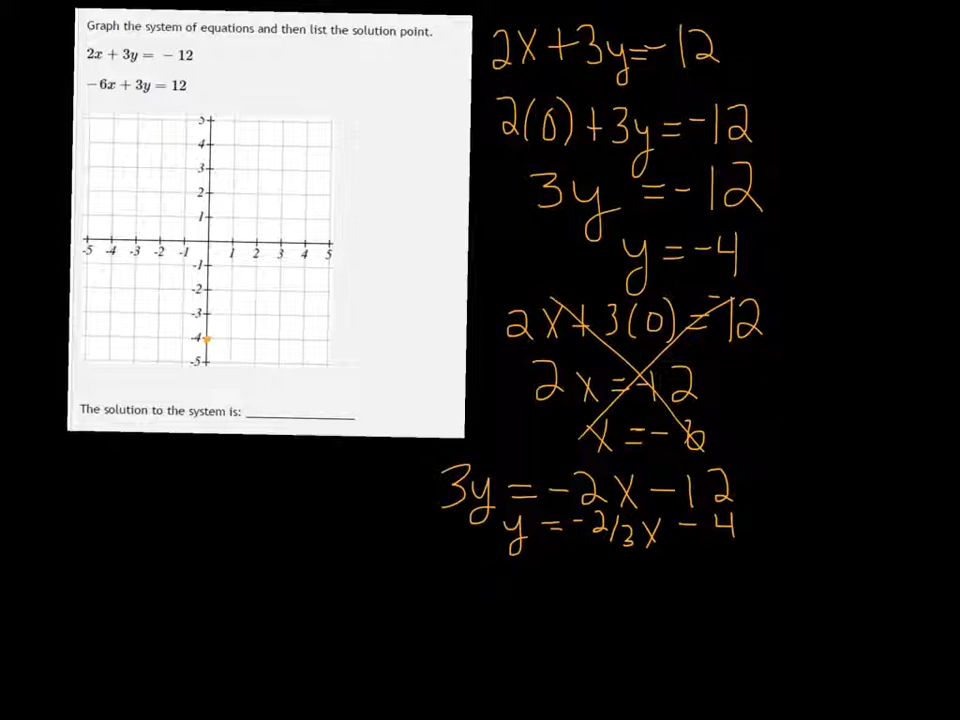 Graph the system of equations and then list the solution point.
2x + 3y = - 12
-6x + 3y = 12
5
4
3
2
1
-5 -4 -3 -2 -1 1 2 3 4 5
-1
-2
-3
-4
-5
The solution to the system is: ____________
2x+3y=-12
2(0)+3y=-12
3y =-12
y=-4
2x+3(0)=-12
2x=-12
x=-6
3y=-2x-12
y=-2/3x-4